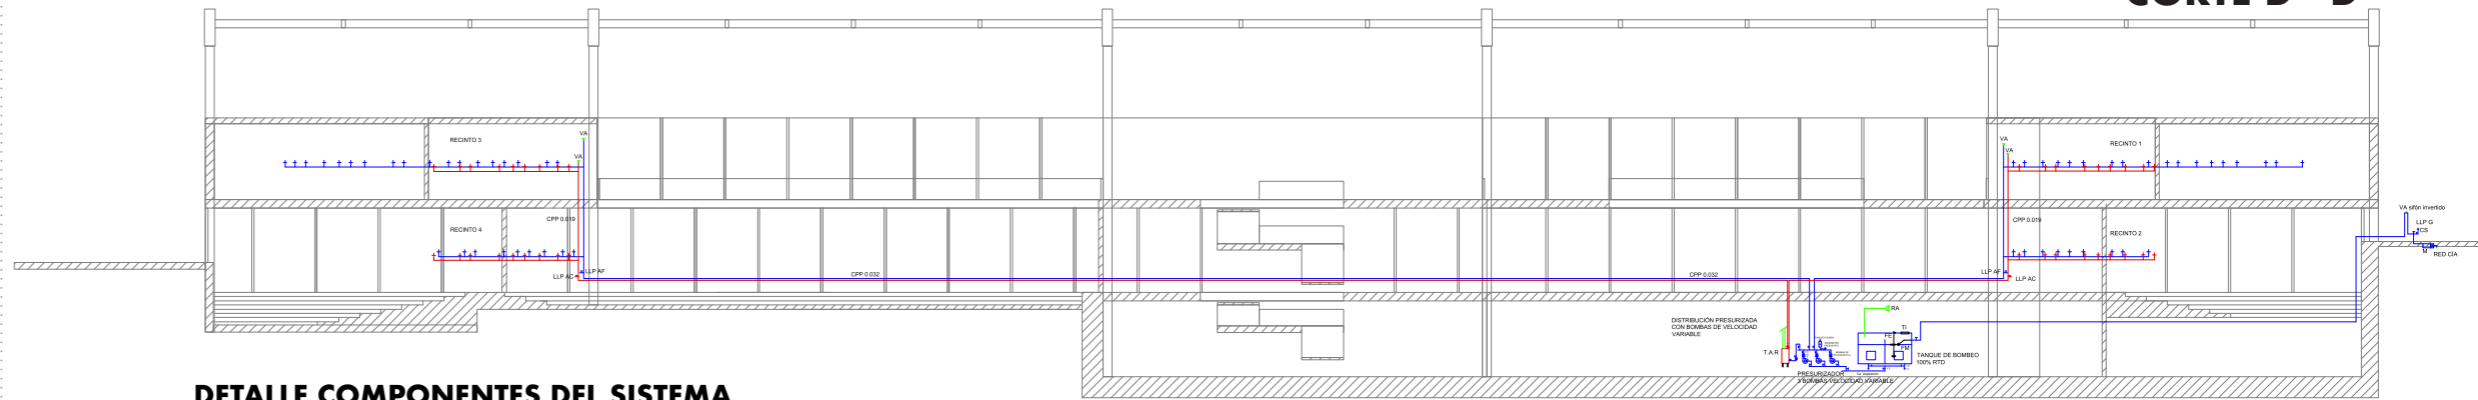 CORTE B - B
RECINTO 3
VA
VA
CPP 0.019
RECINTO 4
LLP AC
LLP AF
CPP 0.032
CPP 0.032
VA
VA
RECINTO 1
CPP 0.019
RECINTO 2
LLP AF
LLP AC
VA sifón invertido
LLP G
CS
M
RED CÍA
DISTRIBUCIÓN PRESURIZADA
CON BOMBAS DE VELOCIDAD
VARIABLE
T.A.R
RA
TI
FE
FM
TANQUE DE BOMBEO
100% RTD
PRESURIZADOR
3 BOMBAS VELOCIDAD VARIABLE
DETALLE COMPONENTES DEL SISTEMA